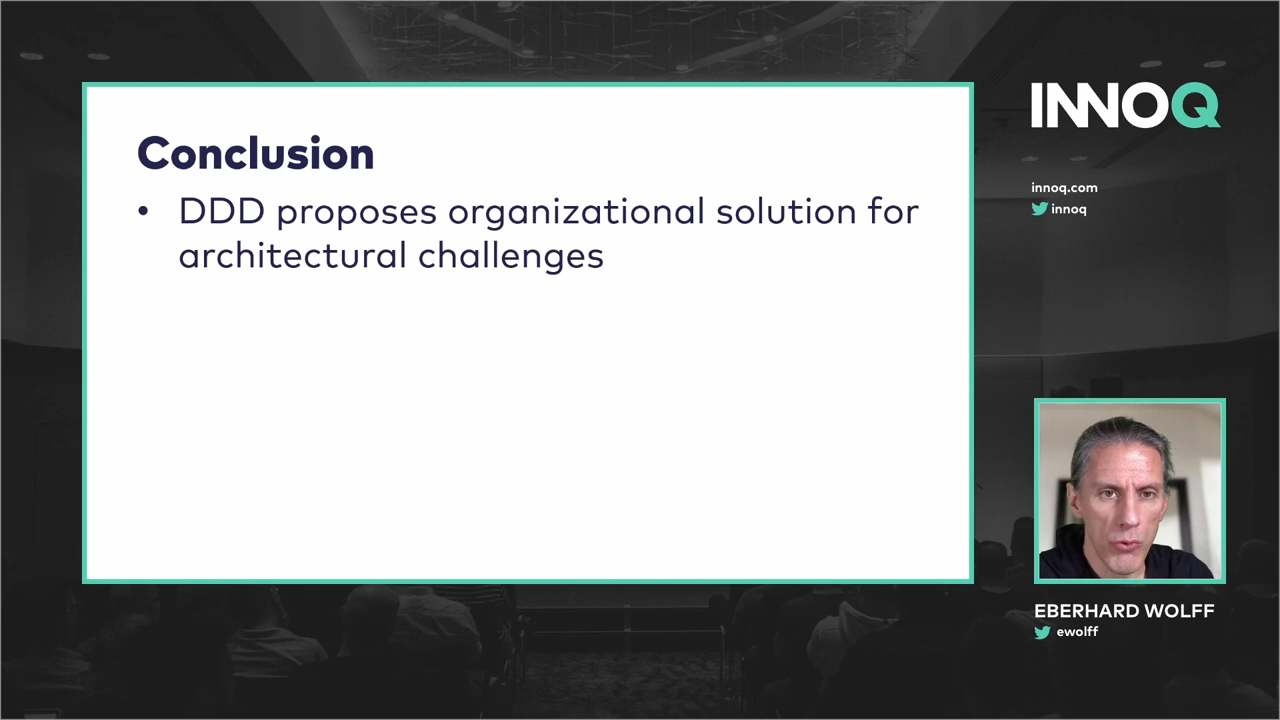 Conclusion
• DDD proposes organizational solution for
architectural challenges
INNOQ
innoq.com
innoq
EBERHARD WOLFF
ewolff